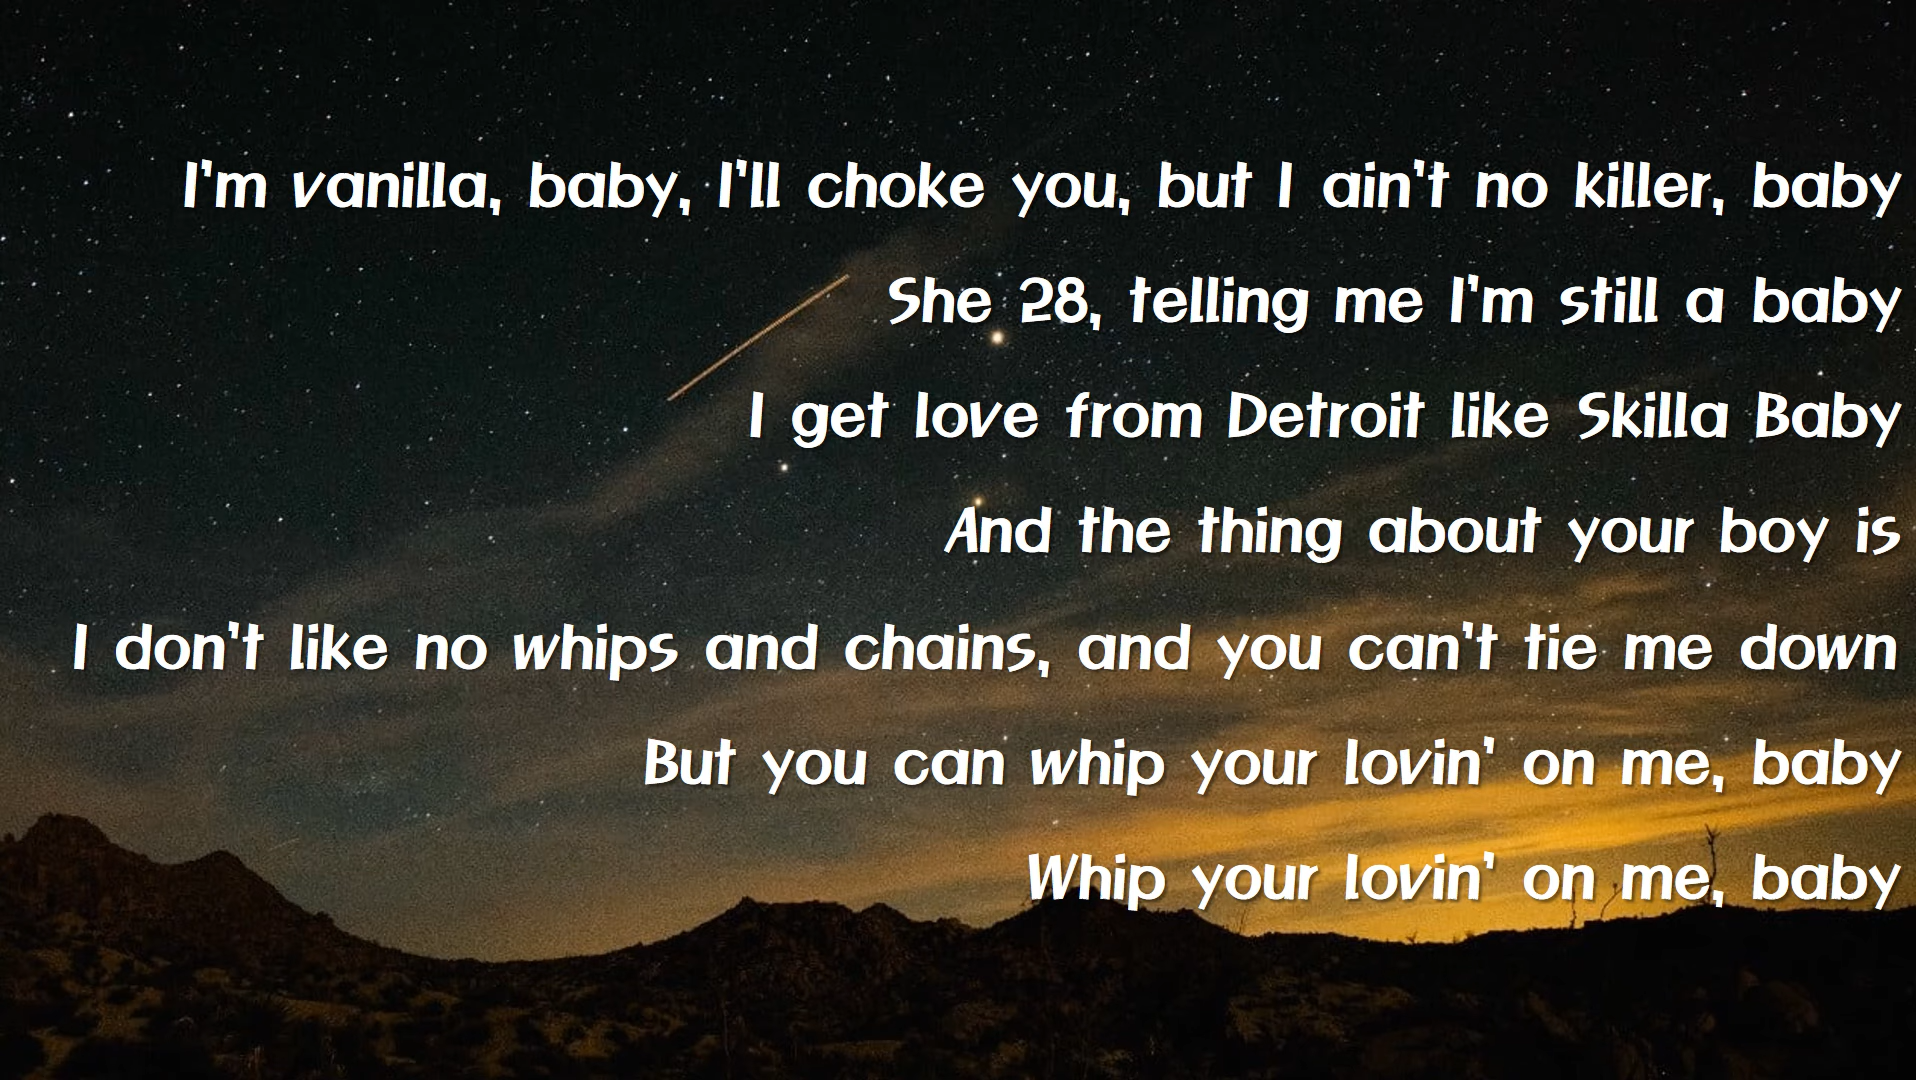 I'm vanilla, baby, I'll choke you, but I ain't no killer, baby
She 28, telling me I'm still a baby
I get love from Detroit like Skilla Baby
And the thing about your boy is
I don't like no whips and chains, and you can't tie me down
But you can whip your lovin' on me, baby
Whip your lovin' on me, baby